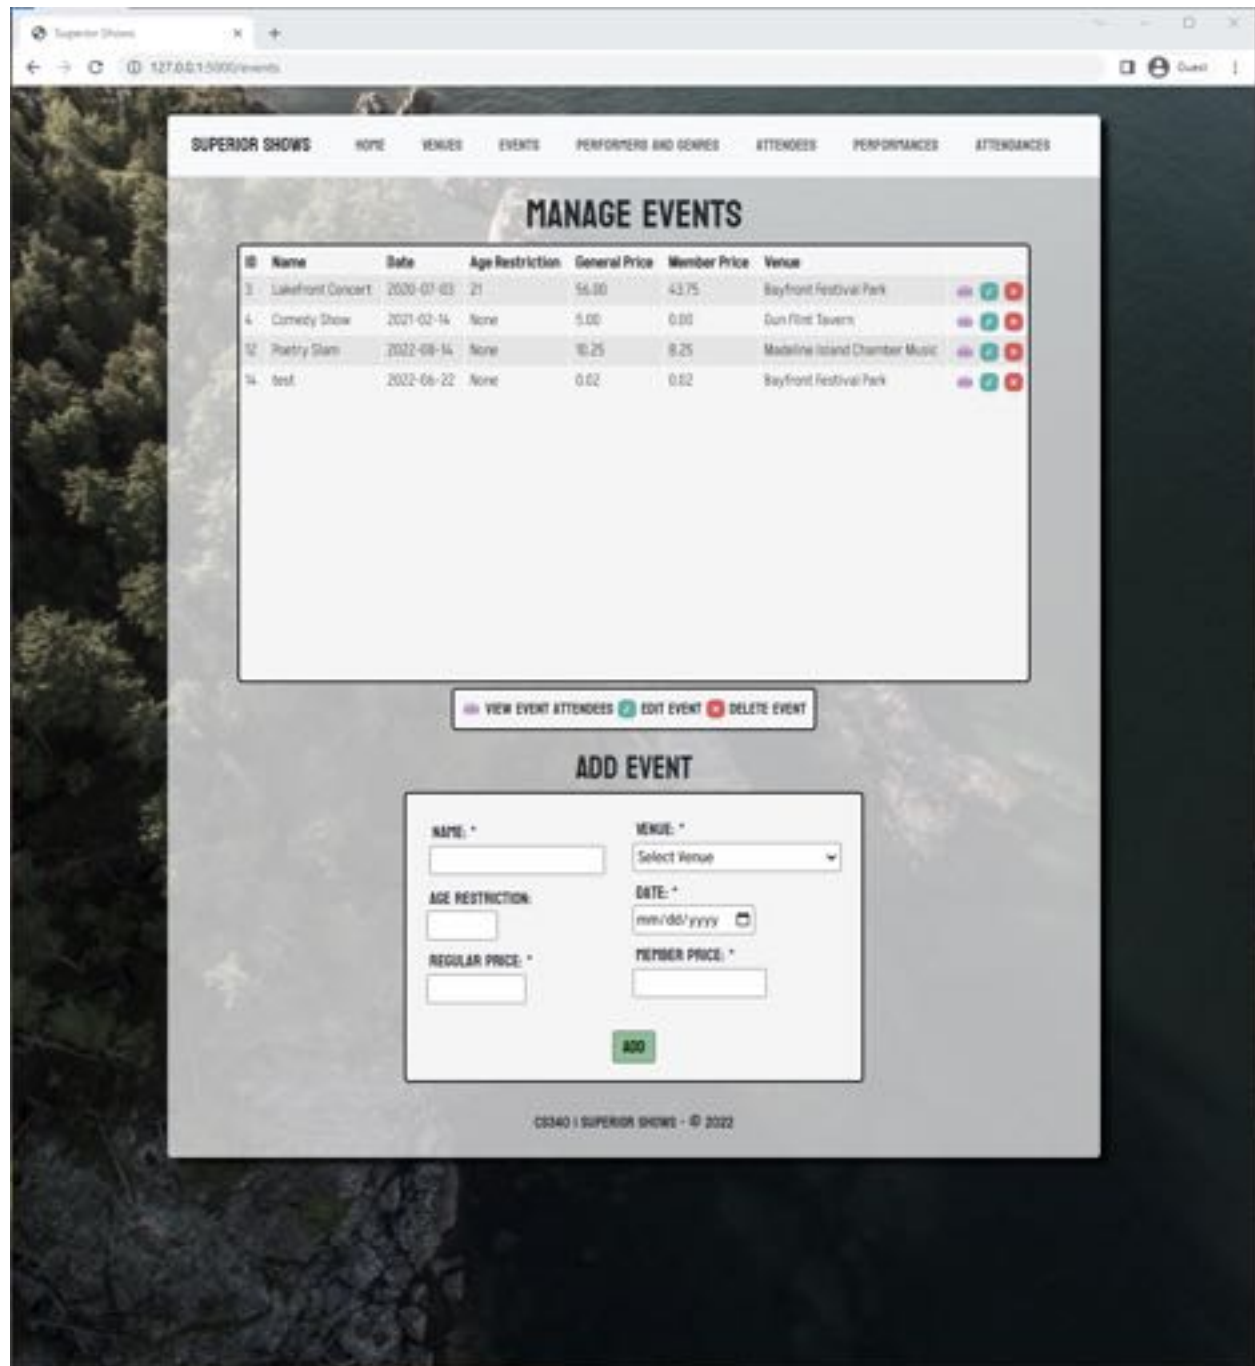 Superior Shows
127.0.0.1:5000/events
Guest
SUPERIOR SHOWS HOME VENUES EVENTS PERFORMERS AND GENRES ATTENDEES PERFORMANCES ATTENDANCES
MANAGE EVENTS
ID Name Date Age Restriction General Price Member Price Venue
3 Lakefront Concert 2020-07-03 21 56.00 43.75 Bayfront Festival Park
4 Comedy Show 2021-02-14 None 5.00 0.00 Gun Flint Tavern
12 Poetry Slam 2022-08-14 None 10.25 8.25 Madeline Island Chamber Music
14 test 2022-06-22 None 0.02 0.02 Bayfront Festival Park
VIEW EVENT ATTENDEES EDIT EVENT DELETE EVENT
ADD EVENT
NAME: * VENUE: *
Select Venue
AGE RESTRICTION: DATE: *
mm/dd/yyyy
REGULAR PRICE: * MEMBER PRICE: *
ADD
CS340 | SUPERIOR SHOWS - © 2022